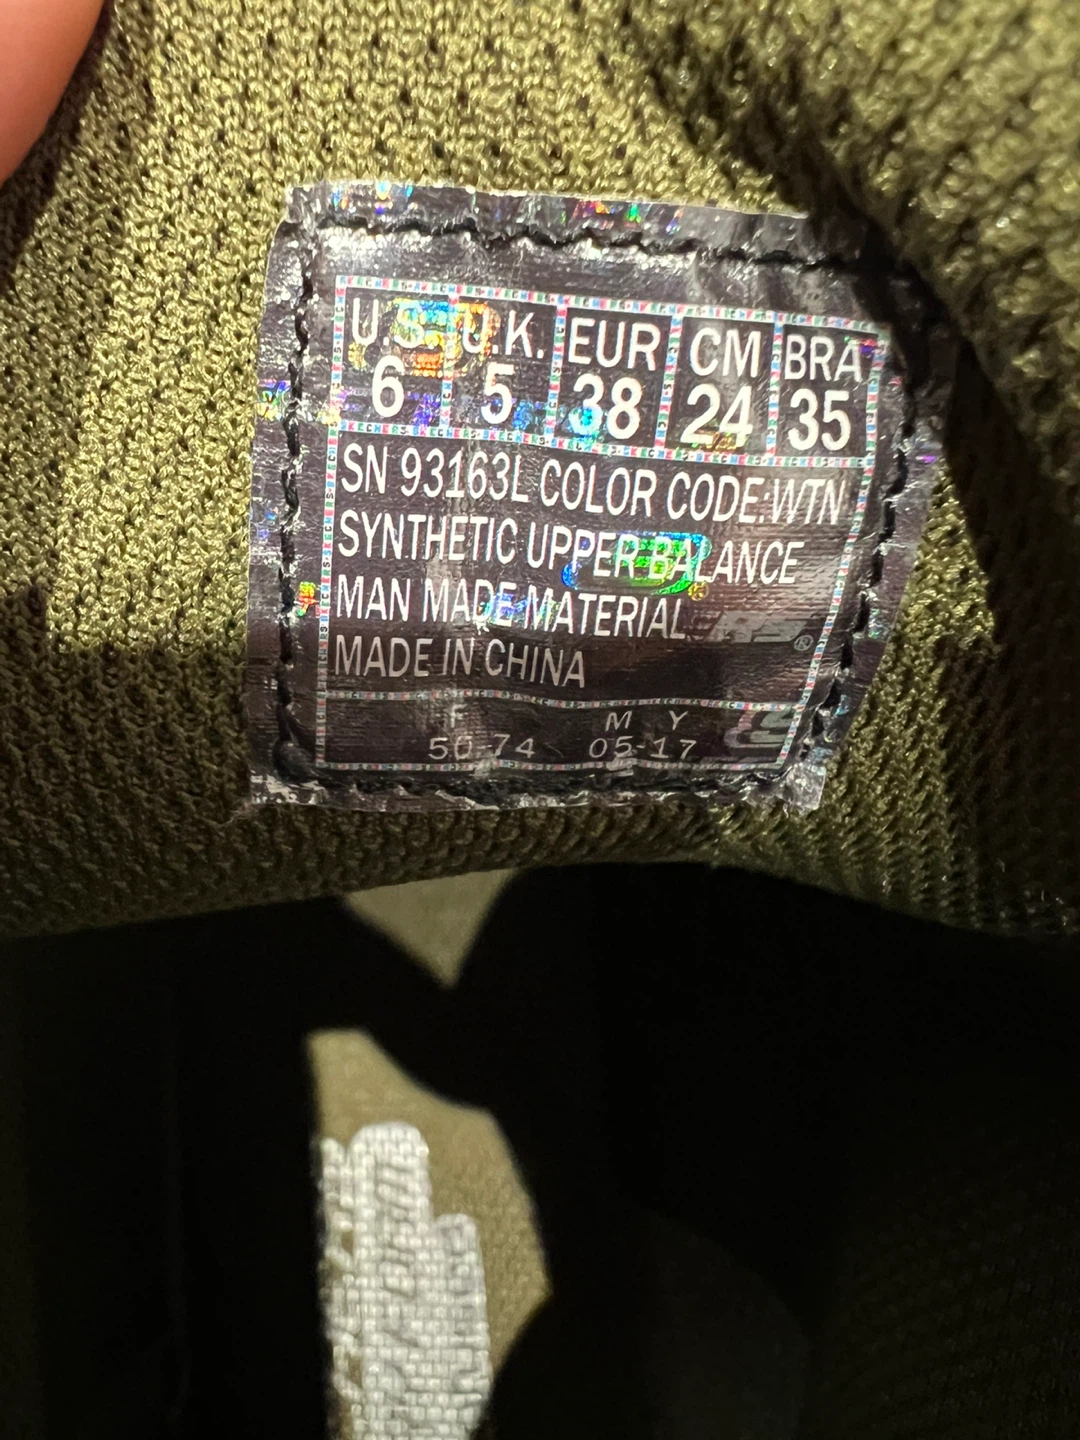 U.S. U.K. EUR CM BRA
6 5 38 24 35
SN 93163L COLOR CODE:WTN
SYNTHETIC UPPER BALANCE
MAN MADE MATERIAL
MADE IN CHINA
F M Y
50-74 05-17